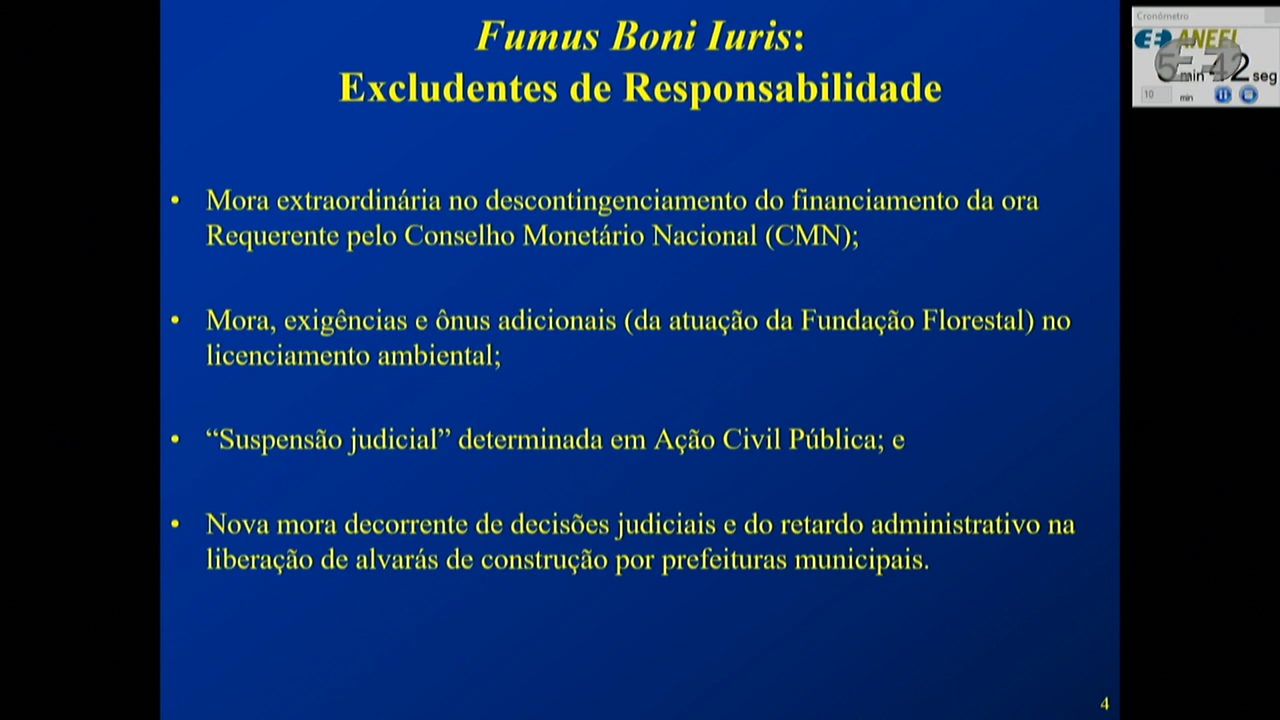 Fumus Boni Iuris:
Excludentes de Responsabilidade
Cronómetro
ANEEL
min
seg
10
min
• Mora extraordinária no descontingenciamento do financiamento da ora
Requerente pelo Conselho Monetário Nacional (CMN);
• Mora, exigências e ônus adicionais (da atuação da Fundação Florestal) no
licenciamento ambiental;
• “Suspensão judicial” determinada em Ação Civil Pública; e
• Nova mora decorrente de decisões judiciais e do retardo administrativo na
liberação de alvarás de construção por prefeituras municipais.
4